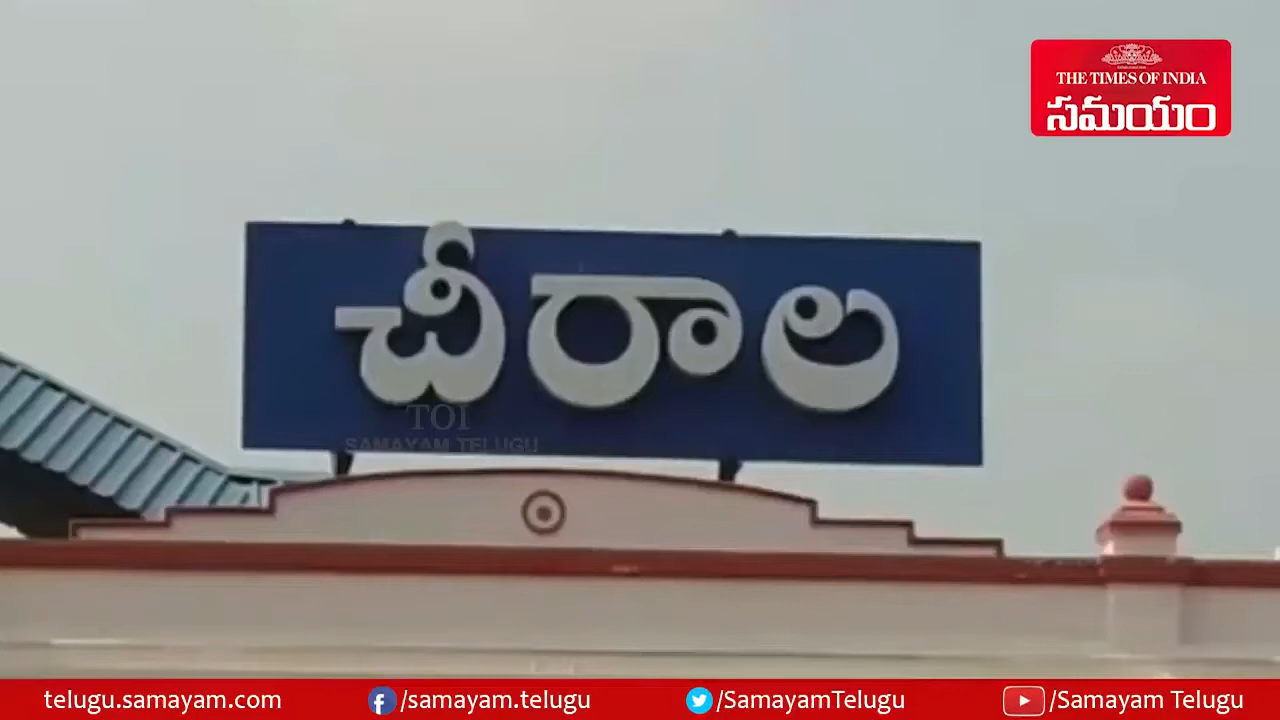 THE TIMES OF INDIA
సమయం
చీరాల
TOI
SAMAYAM TELUGU
telugu.samayam.com /samayam.telugu /SamayamTelugu /Samayam Telugu